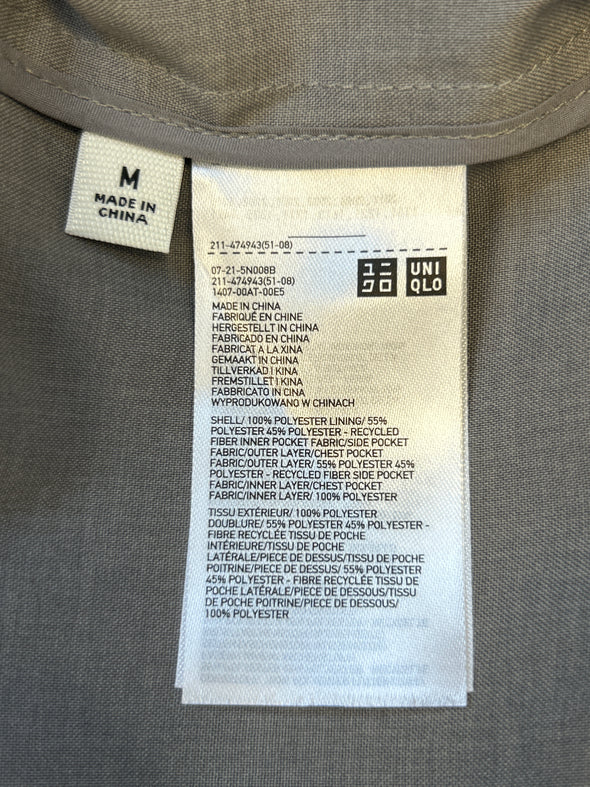 M
MADE IN
CHINA
211-474943(51-08)
07-21-5N008B
211-474943(51-08)
1407-00AT-00E5
ユニ
クロ
UNI
QLO
MADE IN CHINA
FABRIQUÉ EN CHINE
HERGESTELLT IN CHINA
FABRICADO EN CHINA
FABRICAT A LA XINA
GEMAAKT IN CHINA
TILLVERKAD I KINA
FREMSTILLET I KINA
FABBRICATO IN CINA
WYPRODUKOWANO W CHINACH
SHELL/ 100% POLYESTER LINING/ 55%
POLYESTER 45% POLYESTER - RECYCLED
FIBER INNER POCKET FABRIC/SIDE POCKET
FABRIC/OUTER LAYER/CHEST POCKET
FABRIC/OUTER LAYER/ 55% POLYESTER 45%
POLYESTER - RECYCLED FIBER SIDE POCKET
FABRIC/INNER LAYER/CHEST POCKET
FABRIC/INNER LAYER/ 100% POLYESTER
TISSU EXTÉRIEUR/ 100% POLYESTER
DOUBLURE/ 55% POLYESTER 45% POLYESTER -
FIBRE RECYCLÉE TISSU DE POCHE
INTÉRIEURE/TISSU DE POCHE
LATÉRALE/PIECE DE DESSUS/TISSU DE POCHE
POITRINE/PIECE DE DESSUS/ 55% POLYESTER
45% POLYESTER - FIBRE RECYCLÉE TISSU DE
POCHE LATÉRALE/PIECE DE DESSOUS/TISSU
DE POCHE POITRINE/PIECE DE DESSOUS/
100% POLYESTER